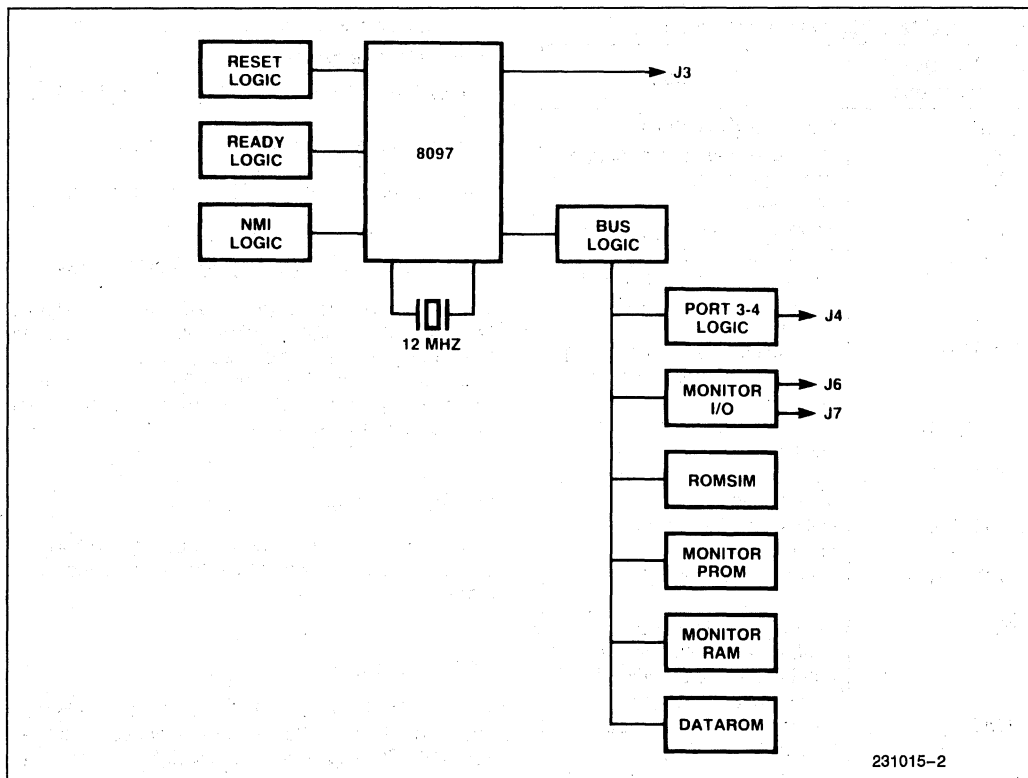 RESET
LOGIC
J3
READY
LOGIC
8097
NMI
LOGIC
BUS
LOGIC
12 MHZ
PORT 3-4
LOGIC
J4
MONITOR
I/O
J6
J7
ROMSIM
MONITOR
PROM
MONITOR
RAM
DATAROM
231015-2